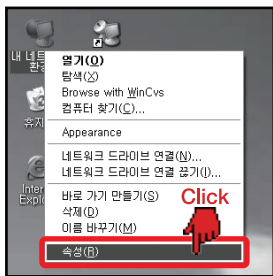 내 네트
환경
휴지
Inter
Explo
열기(O)
탐색(X)
Browse with WinCvs
컴퓨터 찾기(C)...
Appearance
네트워크 드라이브 연결(N)...
네트워크 드라이브 연결 끊기(I)...
바로 가기 만들기(S)
삭제(D)
이름 바꾸기(M)
Click
속성(R)